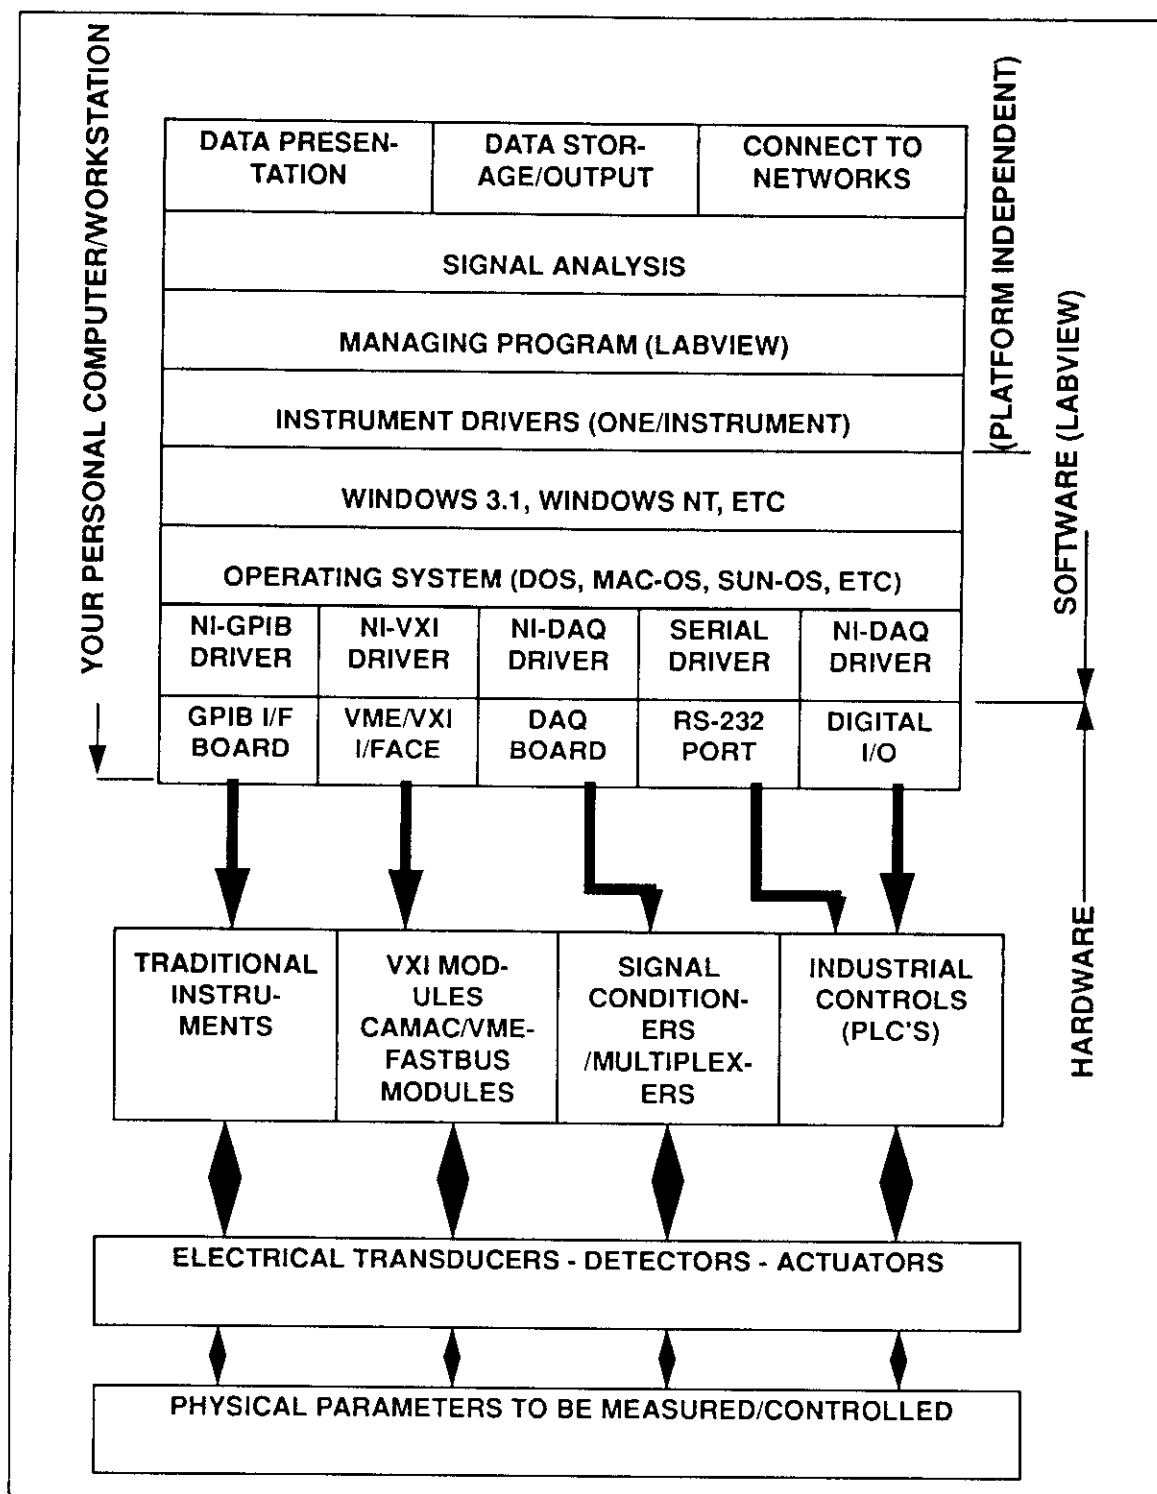 YOUR PERSONAL COMPUTER/WORKSTATION
DATA PRESEN-
TATION
DATA STOR-
AGE/OUTPUT
CONNECT TO
NETWORKS
SIGNAL ANALYSIS
MANAGING PROGRAM (LABVIEW)
INSTRUMENT DRIVERS (ONE/INSTRUMENT)
(PLATFORM INDEPENDENT)
WINDOWS 3.1, WINDOWS NT, ETC
OPERATING SYSTEM (DOS, MAC-OS, SUN-OS, ETC)
SOFTWARE (LABVIEW)
NI-GPIB
DRIVER
NI-VXI
DRIVER
NI-DAQ
DRIVER
SERIAL
DRIVER
NI-DAQ
DRIVER
GPIB I/F
BOARD
VME/VXI
I/FACE
DAQ
BOARD
RS-232
PORT
DIGITAL
I/O
HARDWARE
TRADITIONAL
INSTRU-
MENTS
VXI MOD-
ULES
CAMAC/VME-
FASTBUS
MODULES
SIGNAL
CONDITION-
ERS
/MULTIPLEX-
ERS
INDUSTRIAL
CONTROLS
(PLC'S)
ELECTRICAL TRANSDUCERS - DETECTORS - ACTUATORS
PHYSICAL PARAMETERS TO BE MEASURED/CONTROLLED